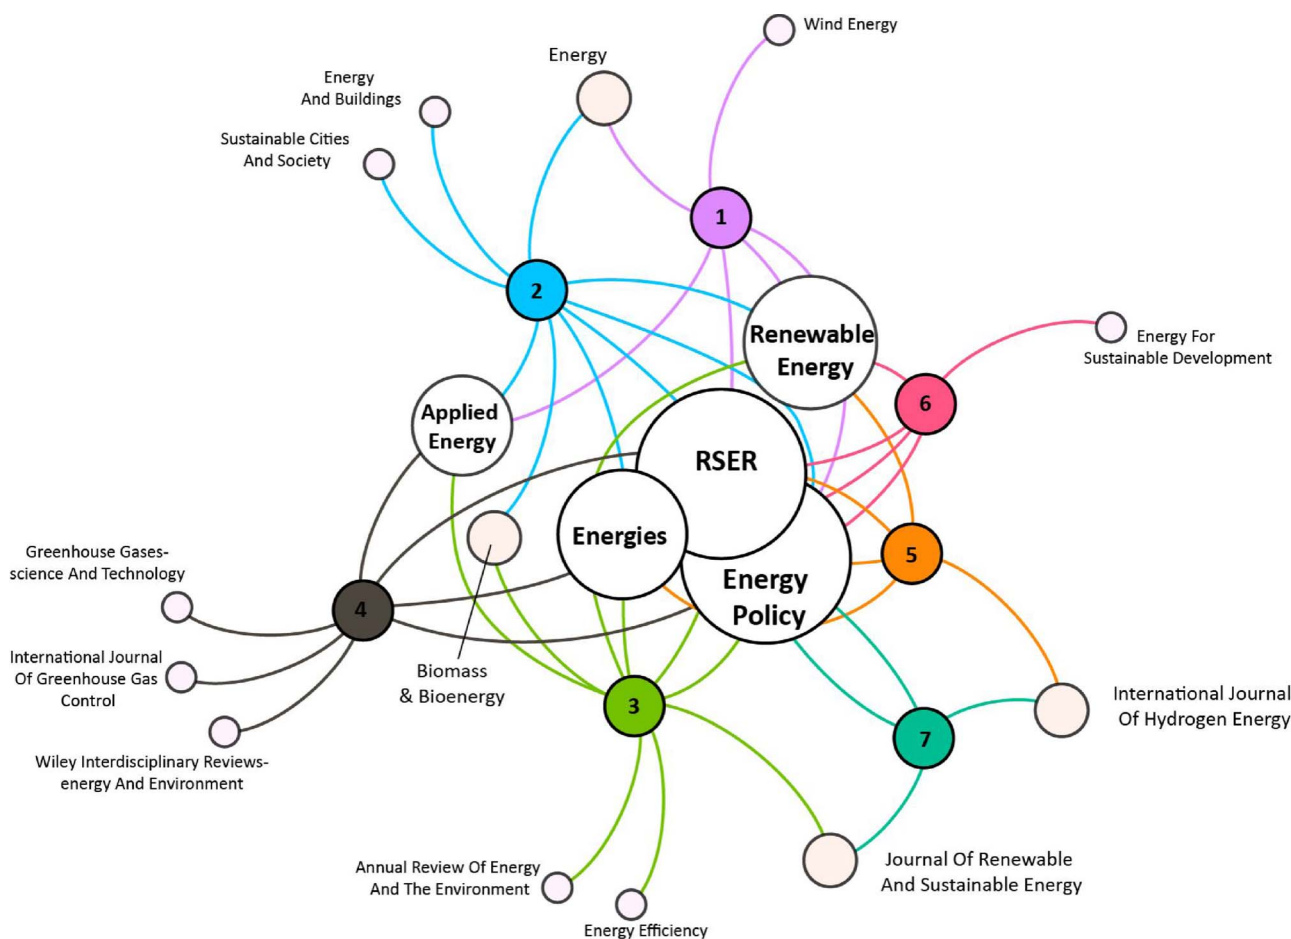 Wind Energy
Energy
Energy
And Buildings
Sustainable Cities
And Society
1
2
Renewable
Energy
Energy For
Sustainable Development
6
Applied
Energy
RSER
Energies
5
Energy
Policy
Greenhouse Gases-
science And Technology
4
International Journal
Of Greenhouse Gas
Control
Biomass
& Bioenergy
3
International Journal
Of Hydrogen Energy
7
Wiley Interdisciplinary Reviews-
energy And Environment
Annual Review Of Energy
And The Environment
Journal Of Renewable
And Sustainable Energy
Energy Efficiency